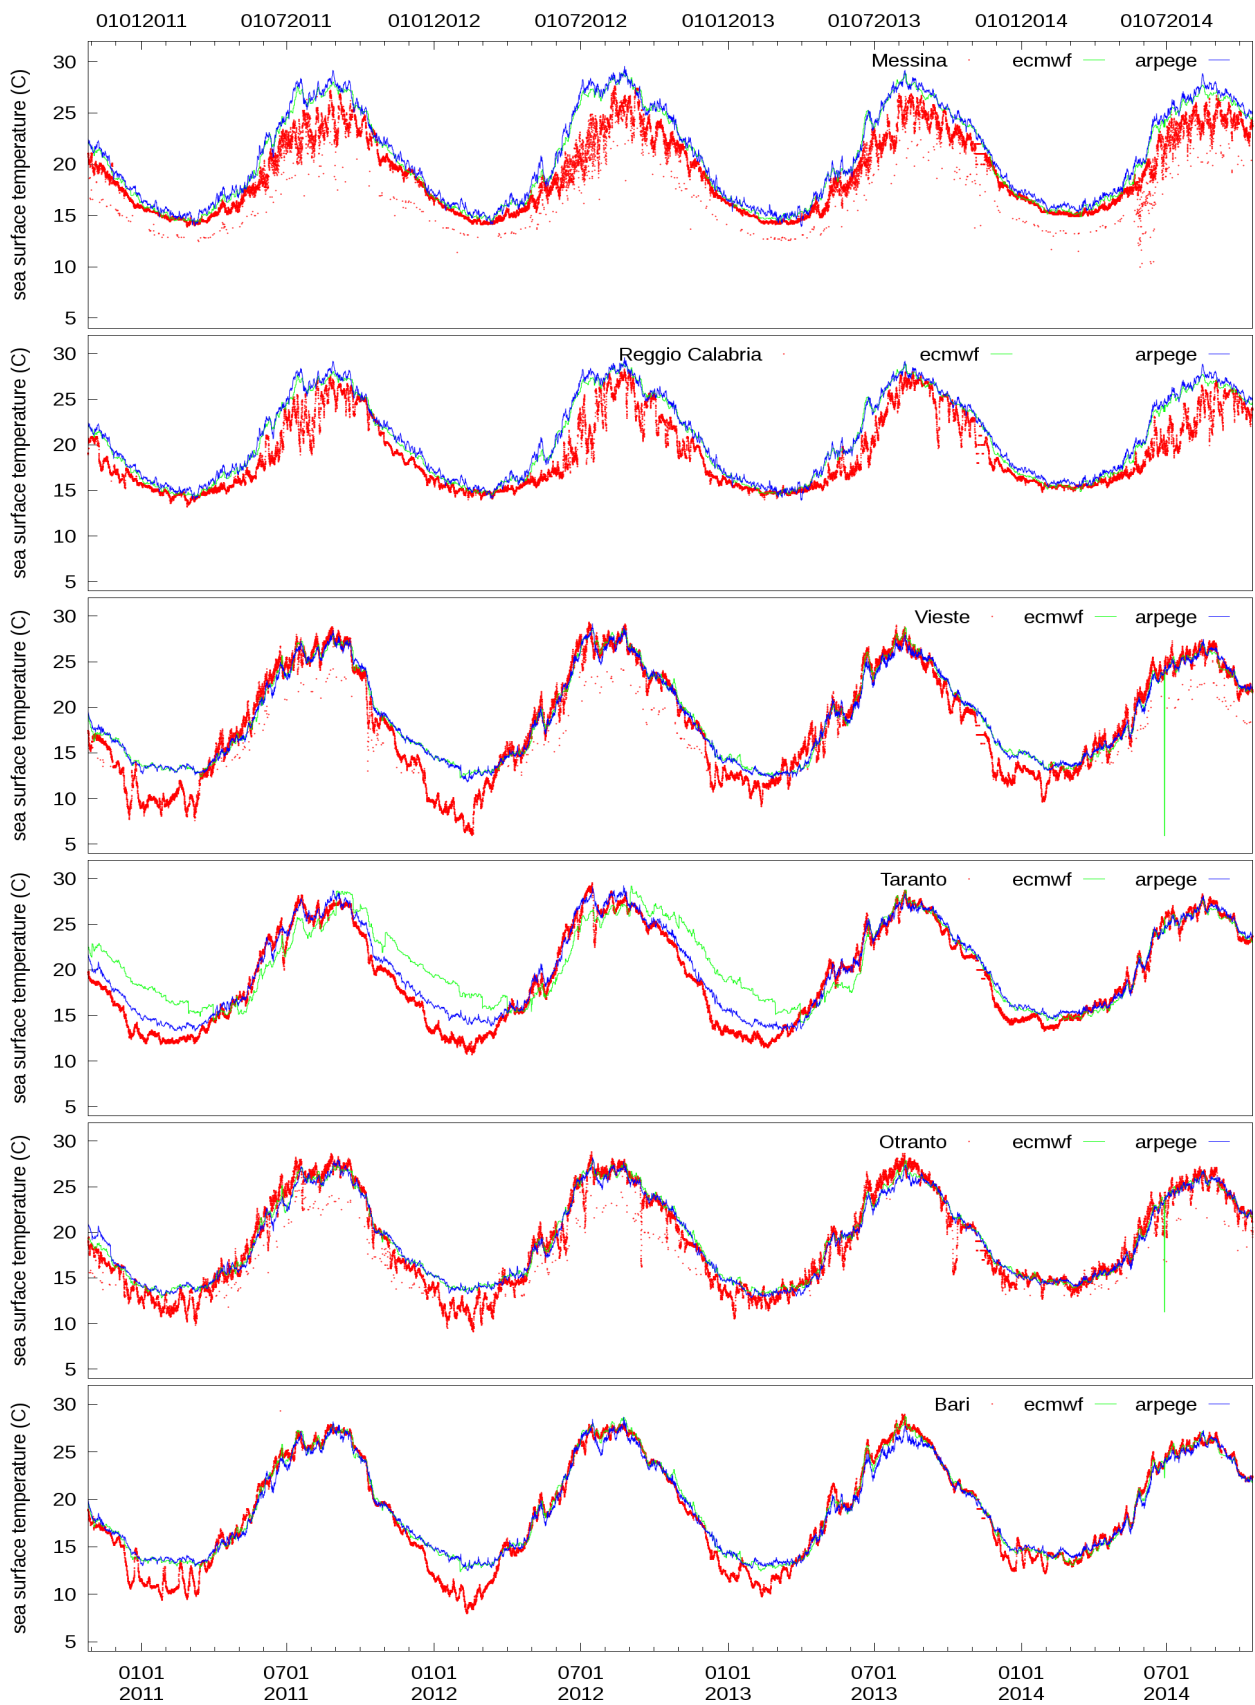 01012011 01072011 01012012 01072012 01012013 01072013 01012014 01072014
sea surface temperature (C)
Messina ecmwf arpege
30
25
20
15
10
5
sea surface temperature (C)
Reggio Calabria ecmwf arpege
30
25
20
15
10
5
sea surface temperature (C)
Vieste ecmwf arpege
30
25
20
15
10
5
sea surface temperature (C)
Taranto ecmwf arpege
30
25
20
15
10
5
sea surface temperature (C)
Otranto ecmwf arpege
30
25
20
15
10
5
sea surface temperature (C)
Bari ecmwf arpege
30
25
20
15
10
5
0101 0701 0101 0701 0101 0701 0101 0701
2011 2011 2012 2012 2013 2013 2014 2014